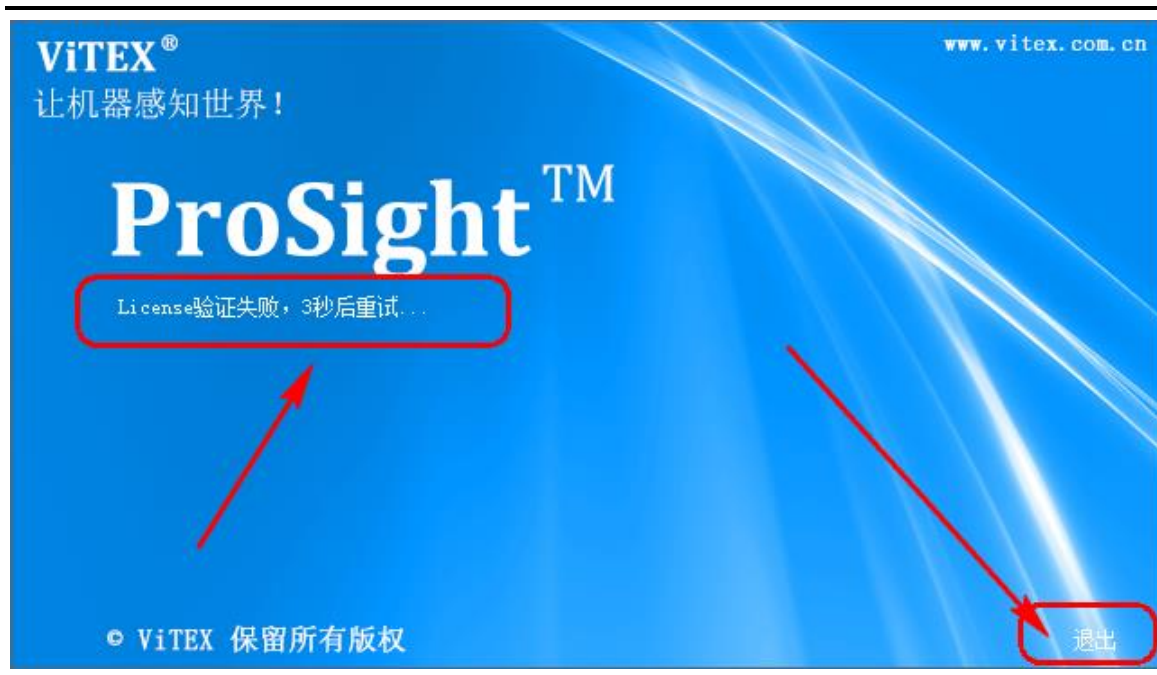 ViTEX®
www.vitex.com.cn
让机器感知世界!
ProSight™
License验证失败，3秒后重试...
© ViTEX 保留所有版权
退出